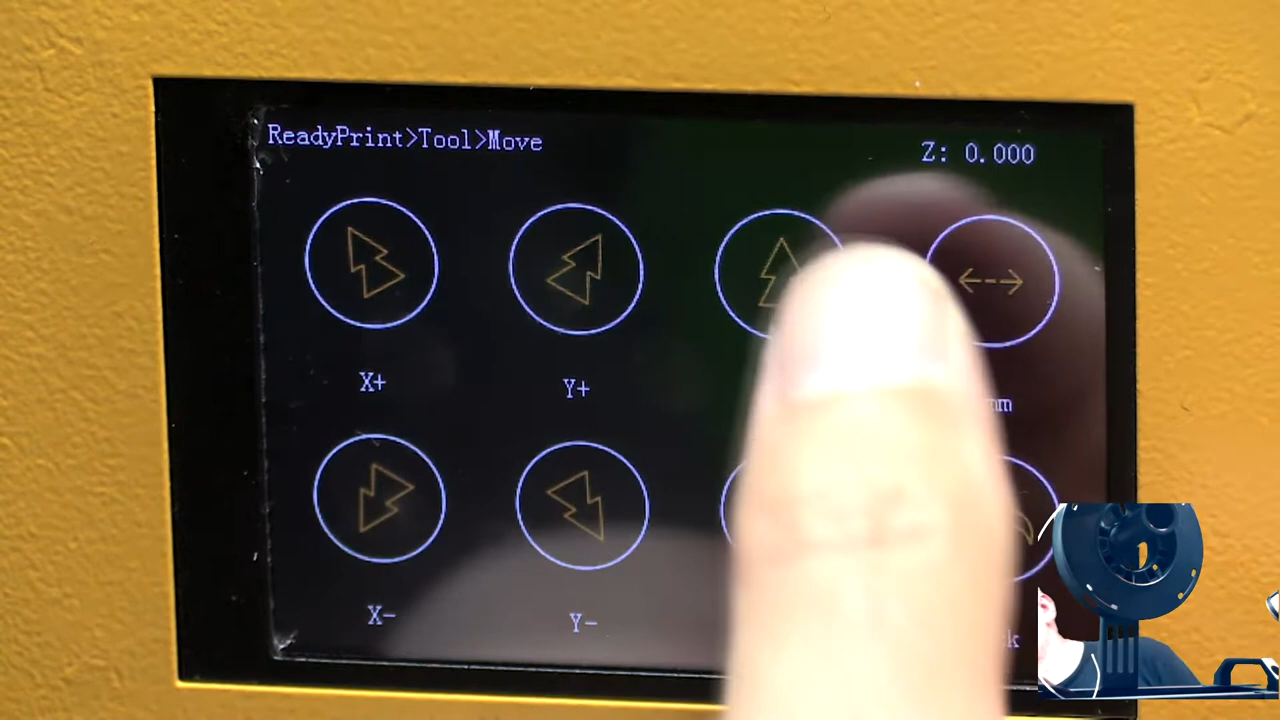 ReadyPrint>Tool>Move
Z: 0.000
X+
Y+
X-
Y-